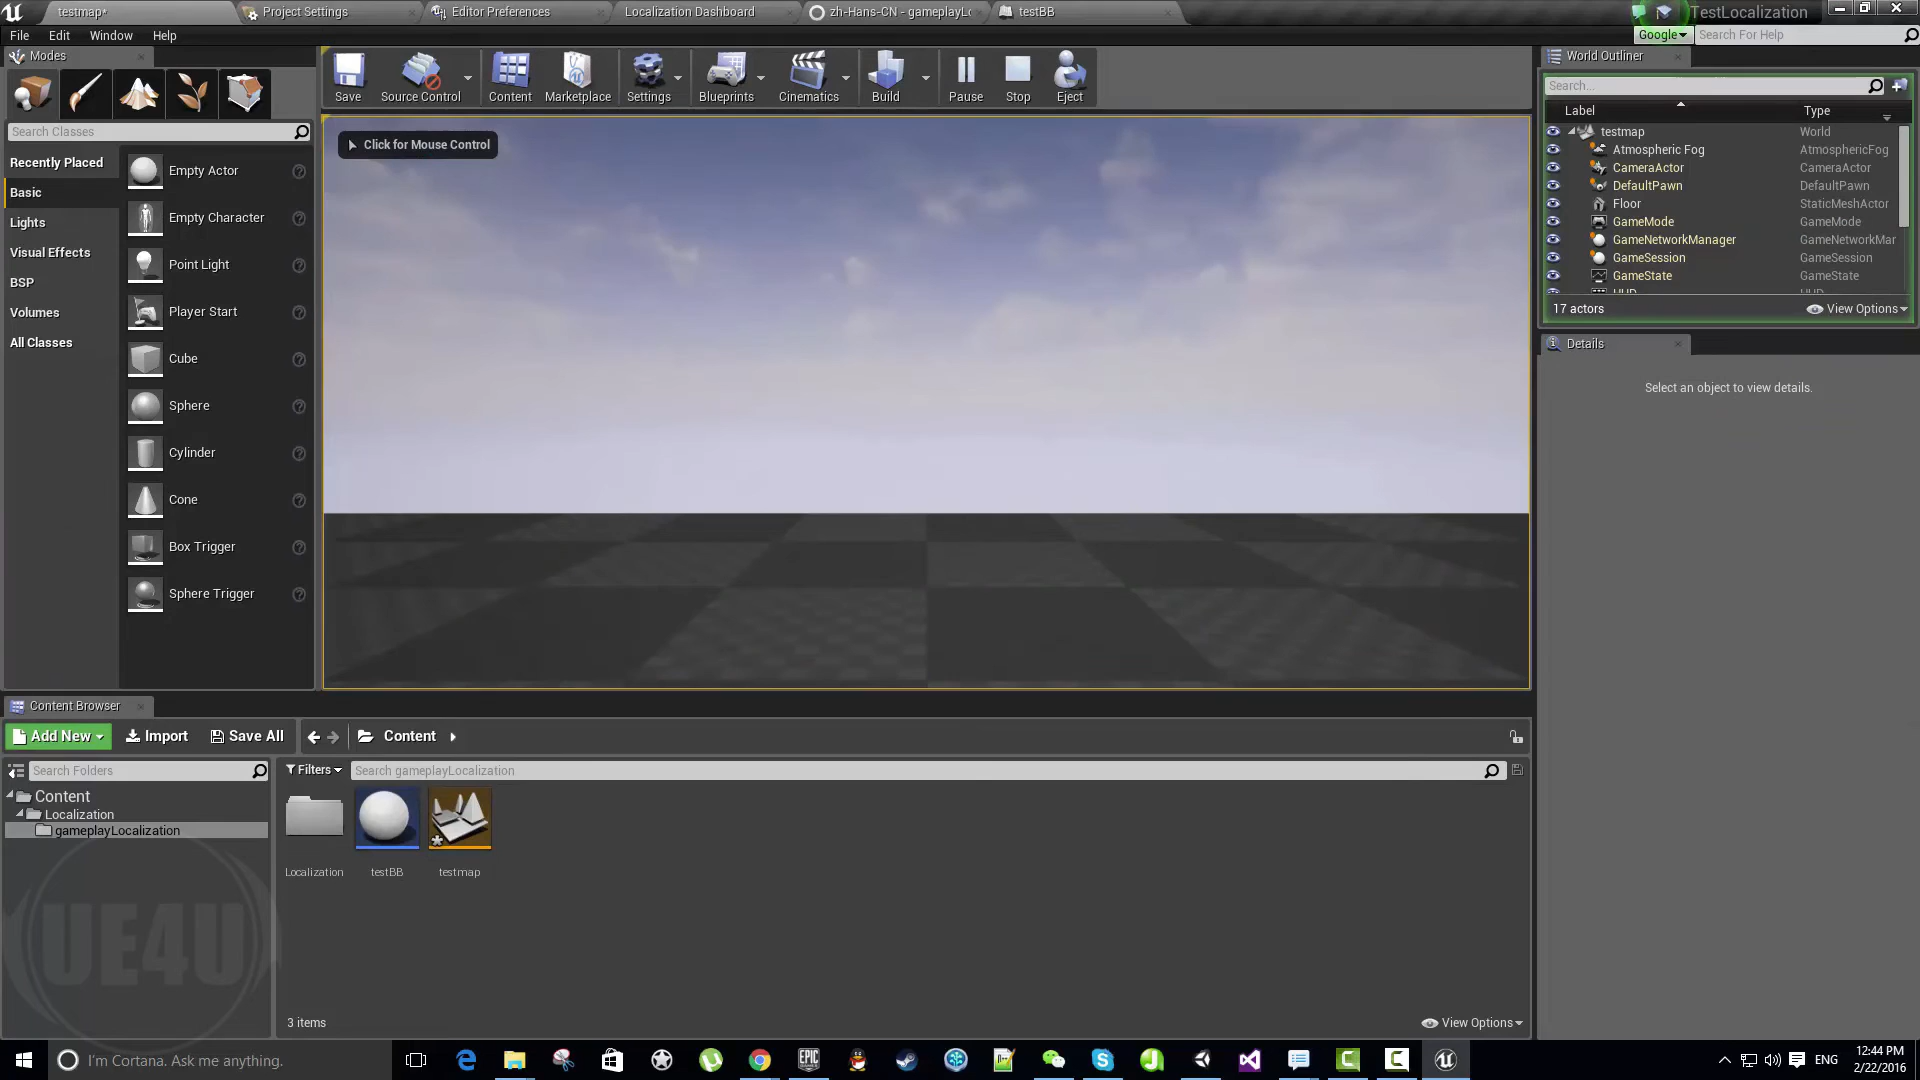 testmap*
Project Settings
Editor Preferences
Localization Dashboard
zh-Hans-CN - gameplayLo
testBB
TestLocalization
File Edit Window Help
Google
Search For Help
Modes
Save
Source Control
Content
Marketplace
Settings
Blueprints
Cinematics
Build
Pause
Stop
Eject
World Outliner
Search...
Label Type
testmap World
Atmospheric Fog AtmosphericFog
CameraActor CameraActor
DefaultPawn DefaultPawn
Floor StaticMeshActor
GameMode GameMode
GameNetworkManager GameNetworkMar
GameSession GameSession
GameState GameState
17 actors
View Options
Search Classes
Recently Placed
Basic
Lights
Visual Effects
BSP
Volumes
All Classes
Empty Actor
Empty Character
Point Light
Player Start
Cube
Sphere
Cylinder
Cone
Box Trigger
Sphere Trigger
Click for Mouse Control
Details
Select an object to view details.
Content Browser
Add New
Import
Save All
Content
Search Folders
Filters
Search gameplayLocalization
Content
Localization
gameplayLocalization
Localization
testBB
testmap
UE4U
3 items
View Options
I'm Cortana. Ask me anything.
EPIC
ENG
12:44 PM
2/22/2016